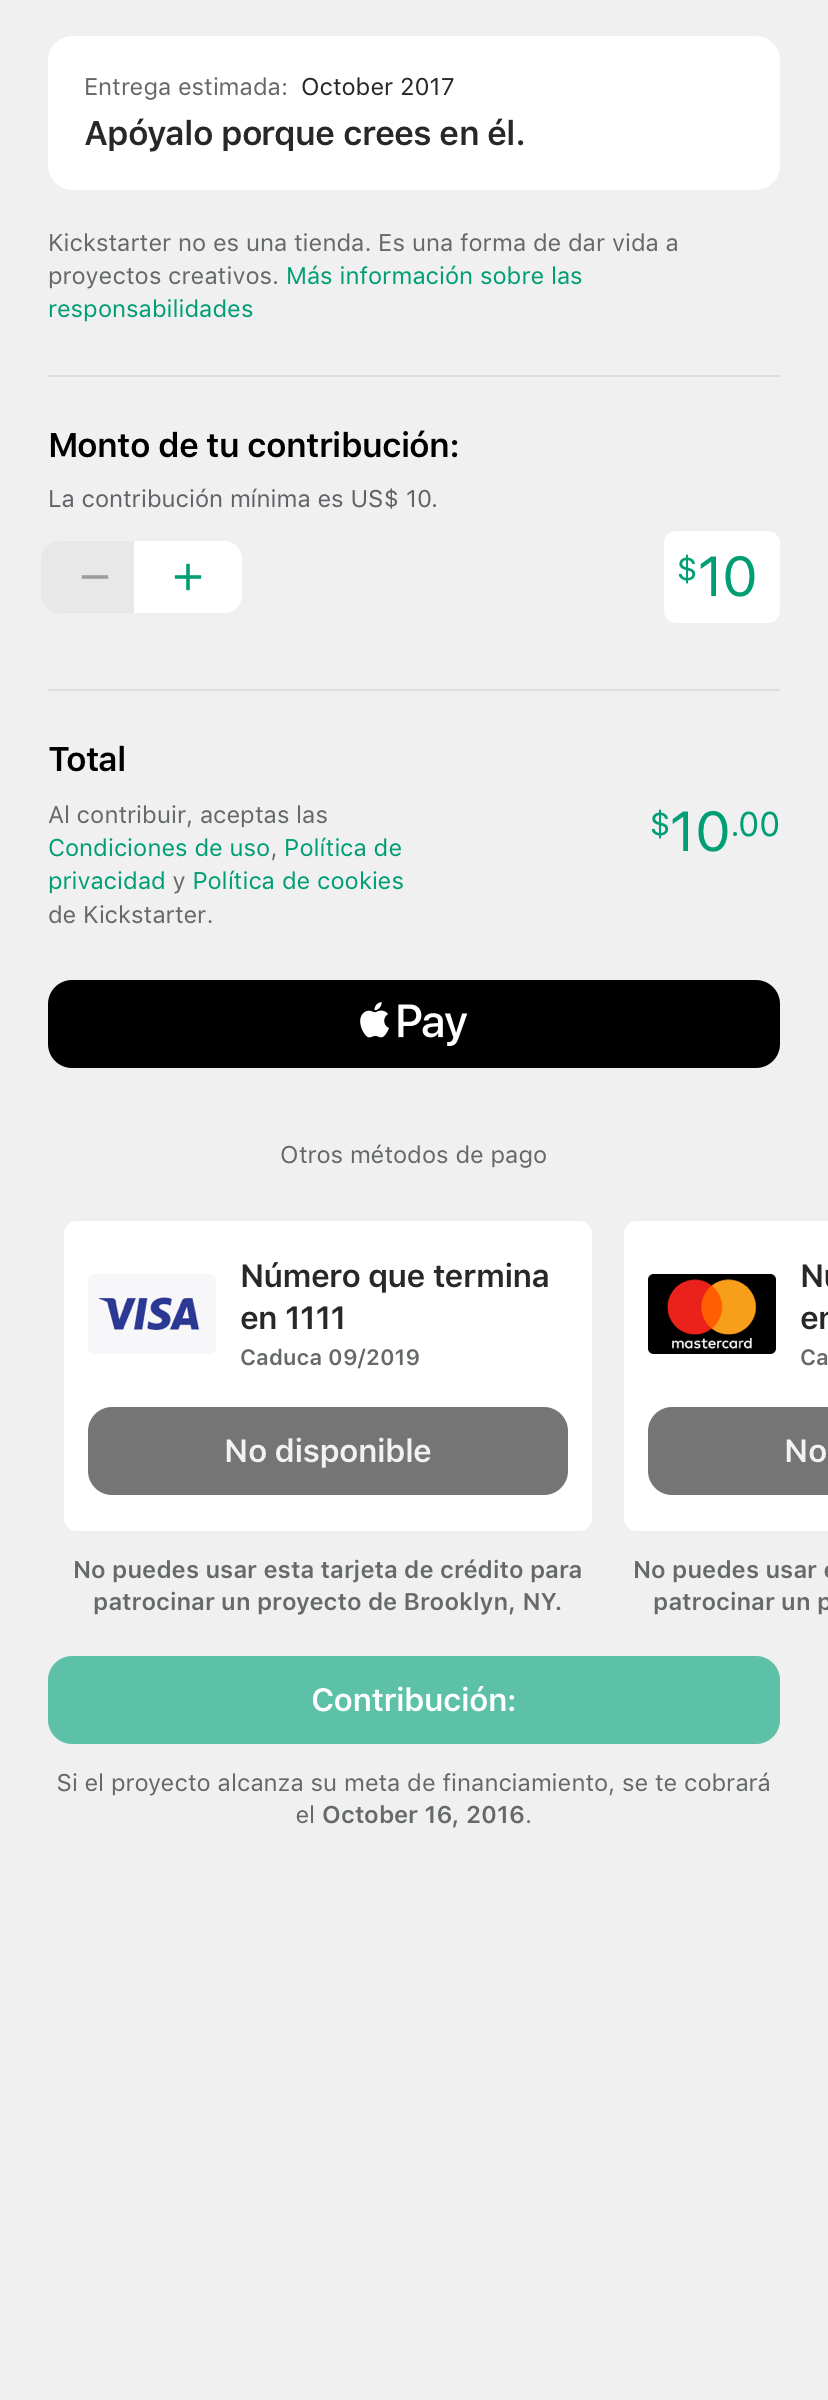 Entrega estimada: October 2017
Apóyalo porque crees en él.
Kickstarter no es una tienda. Es una forma de dar vida a
proyectos creativos. Más información sobre las
responsabilidades
Monto de tu contribución:
La contribución mínima es US$ 10.
− +
$10
Total
Al contribuir, aceptas las
Condiciones de uso, Política de
privacidad y Política de cookies
de Kickstarter.
$10.00
Pay
Otros métodos de pago
VISA
Número que termina
en 1111
Caduca 09/2019
No disponible
No puedes usar esta tarjeta de crédito para
patrocinar un proyecto de Brooklyn, NY.
mastercard
No
No puedes usar
patrocinar un
Contribución:
Si el proyecto alcanza su meta de financiamiento, se te cobrará
el October 16, 2016.